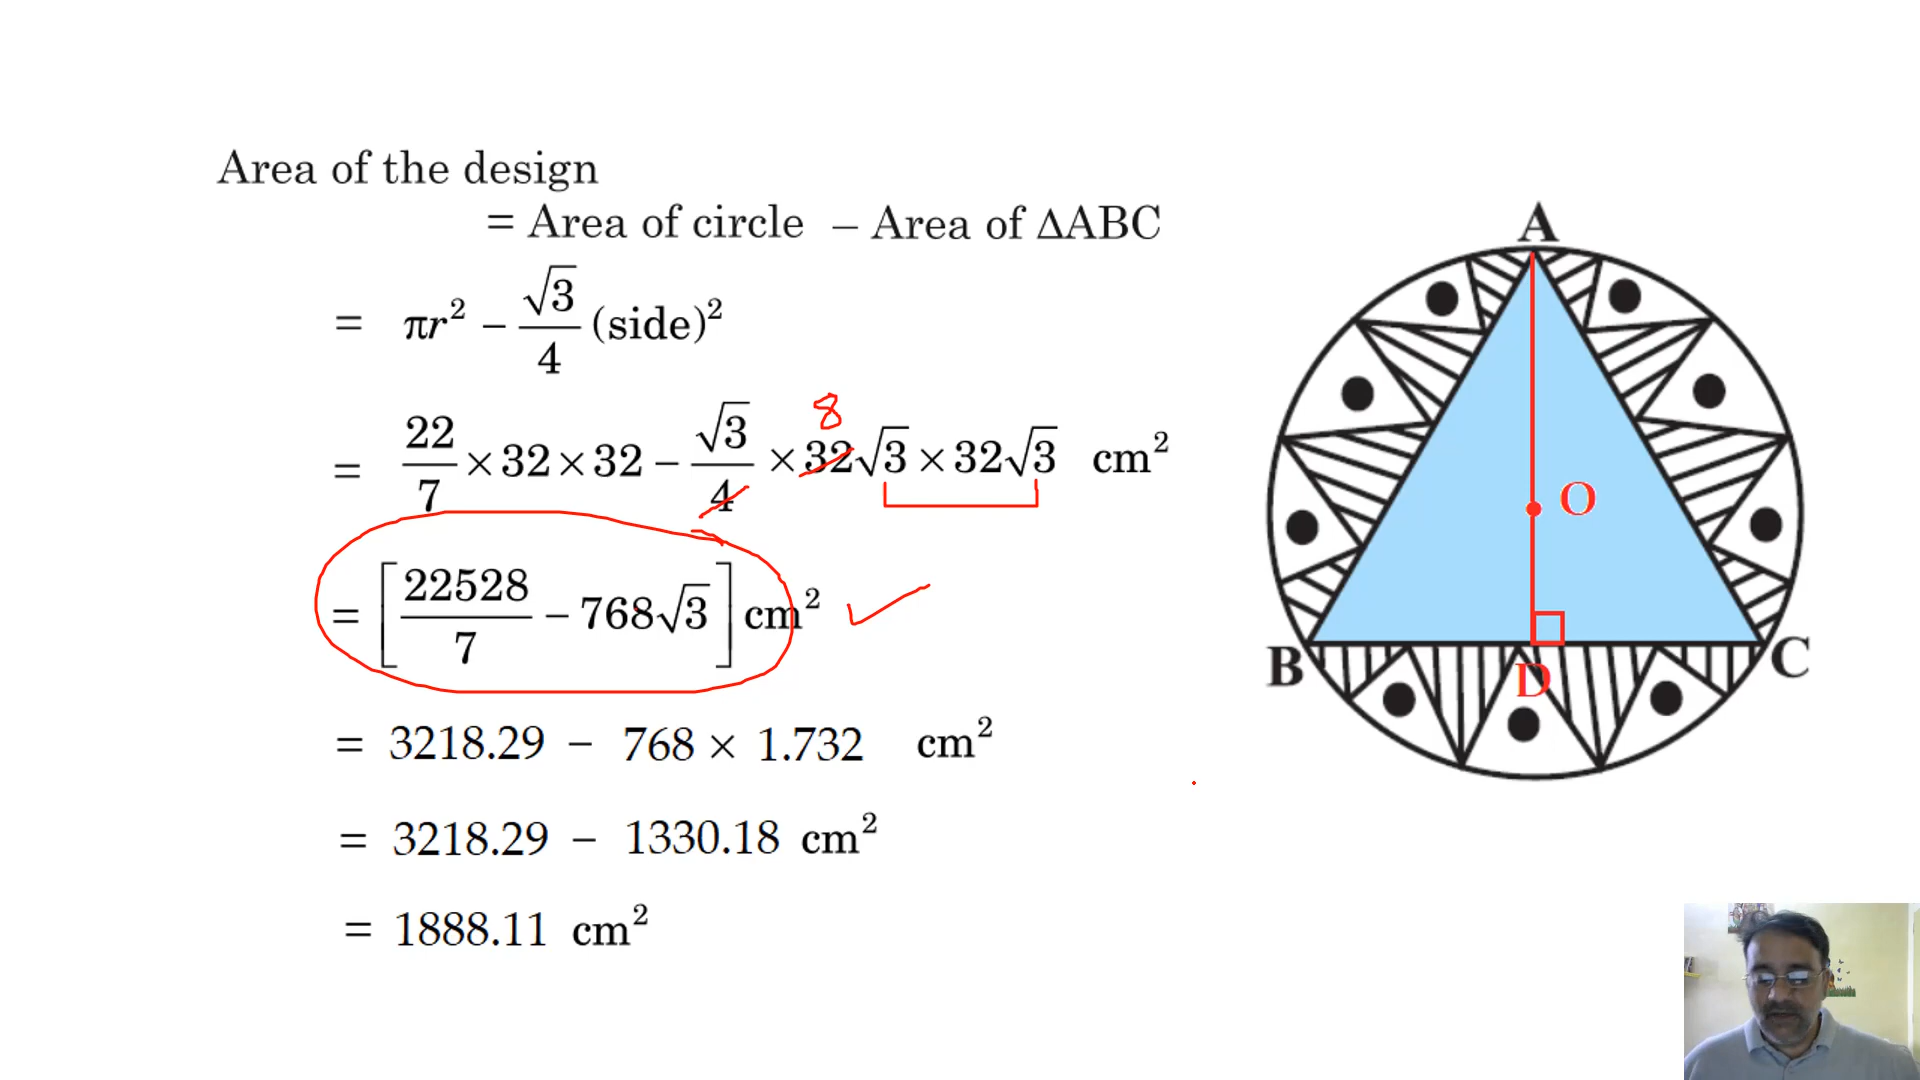 Area of the design
= Area of circle – Area of ΔABC
= πr² – √3/4 (side)²
8
= 22/7 × 32 × 32 – √3/4 × 32√3 × 32√3 cm²
= [22528/7 – 768√3] cm²
= 3218.29 – 768 × 1.732 cm²
= 3218.29 – 1330.18 cm²
= 1888.11 cm²
A
O
B
D
C